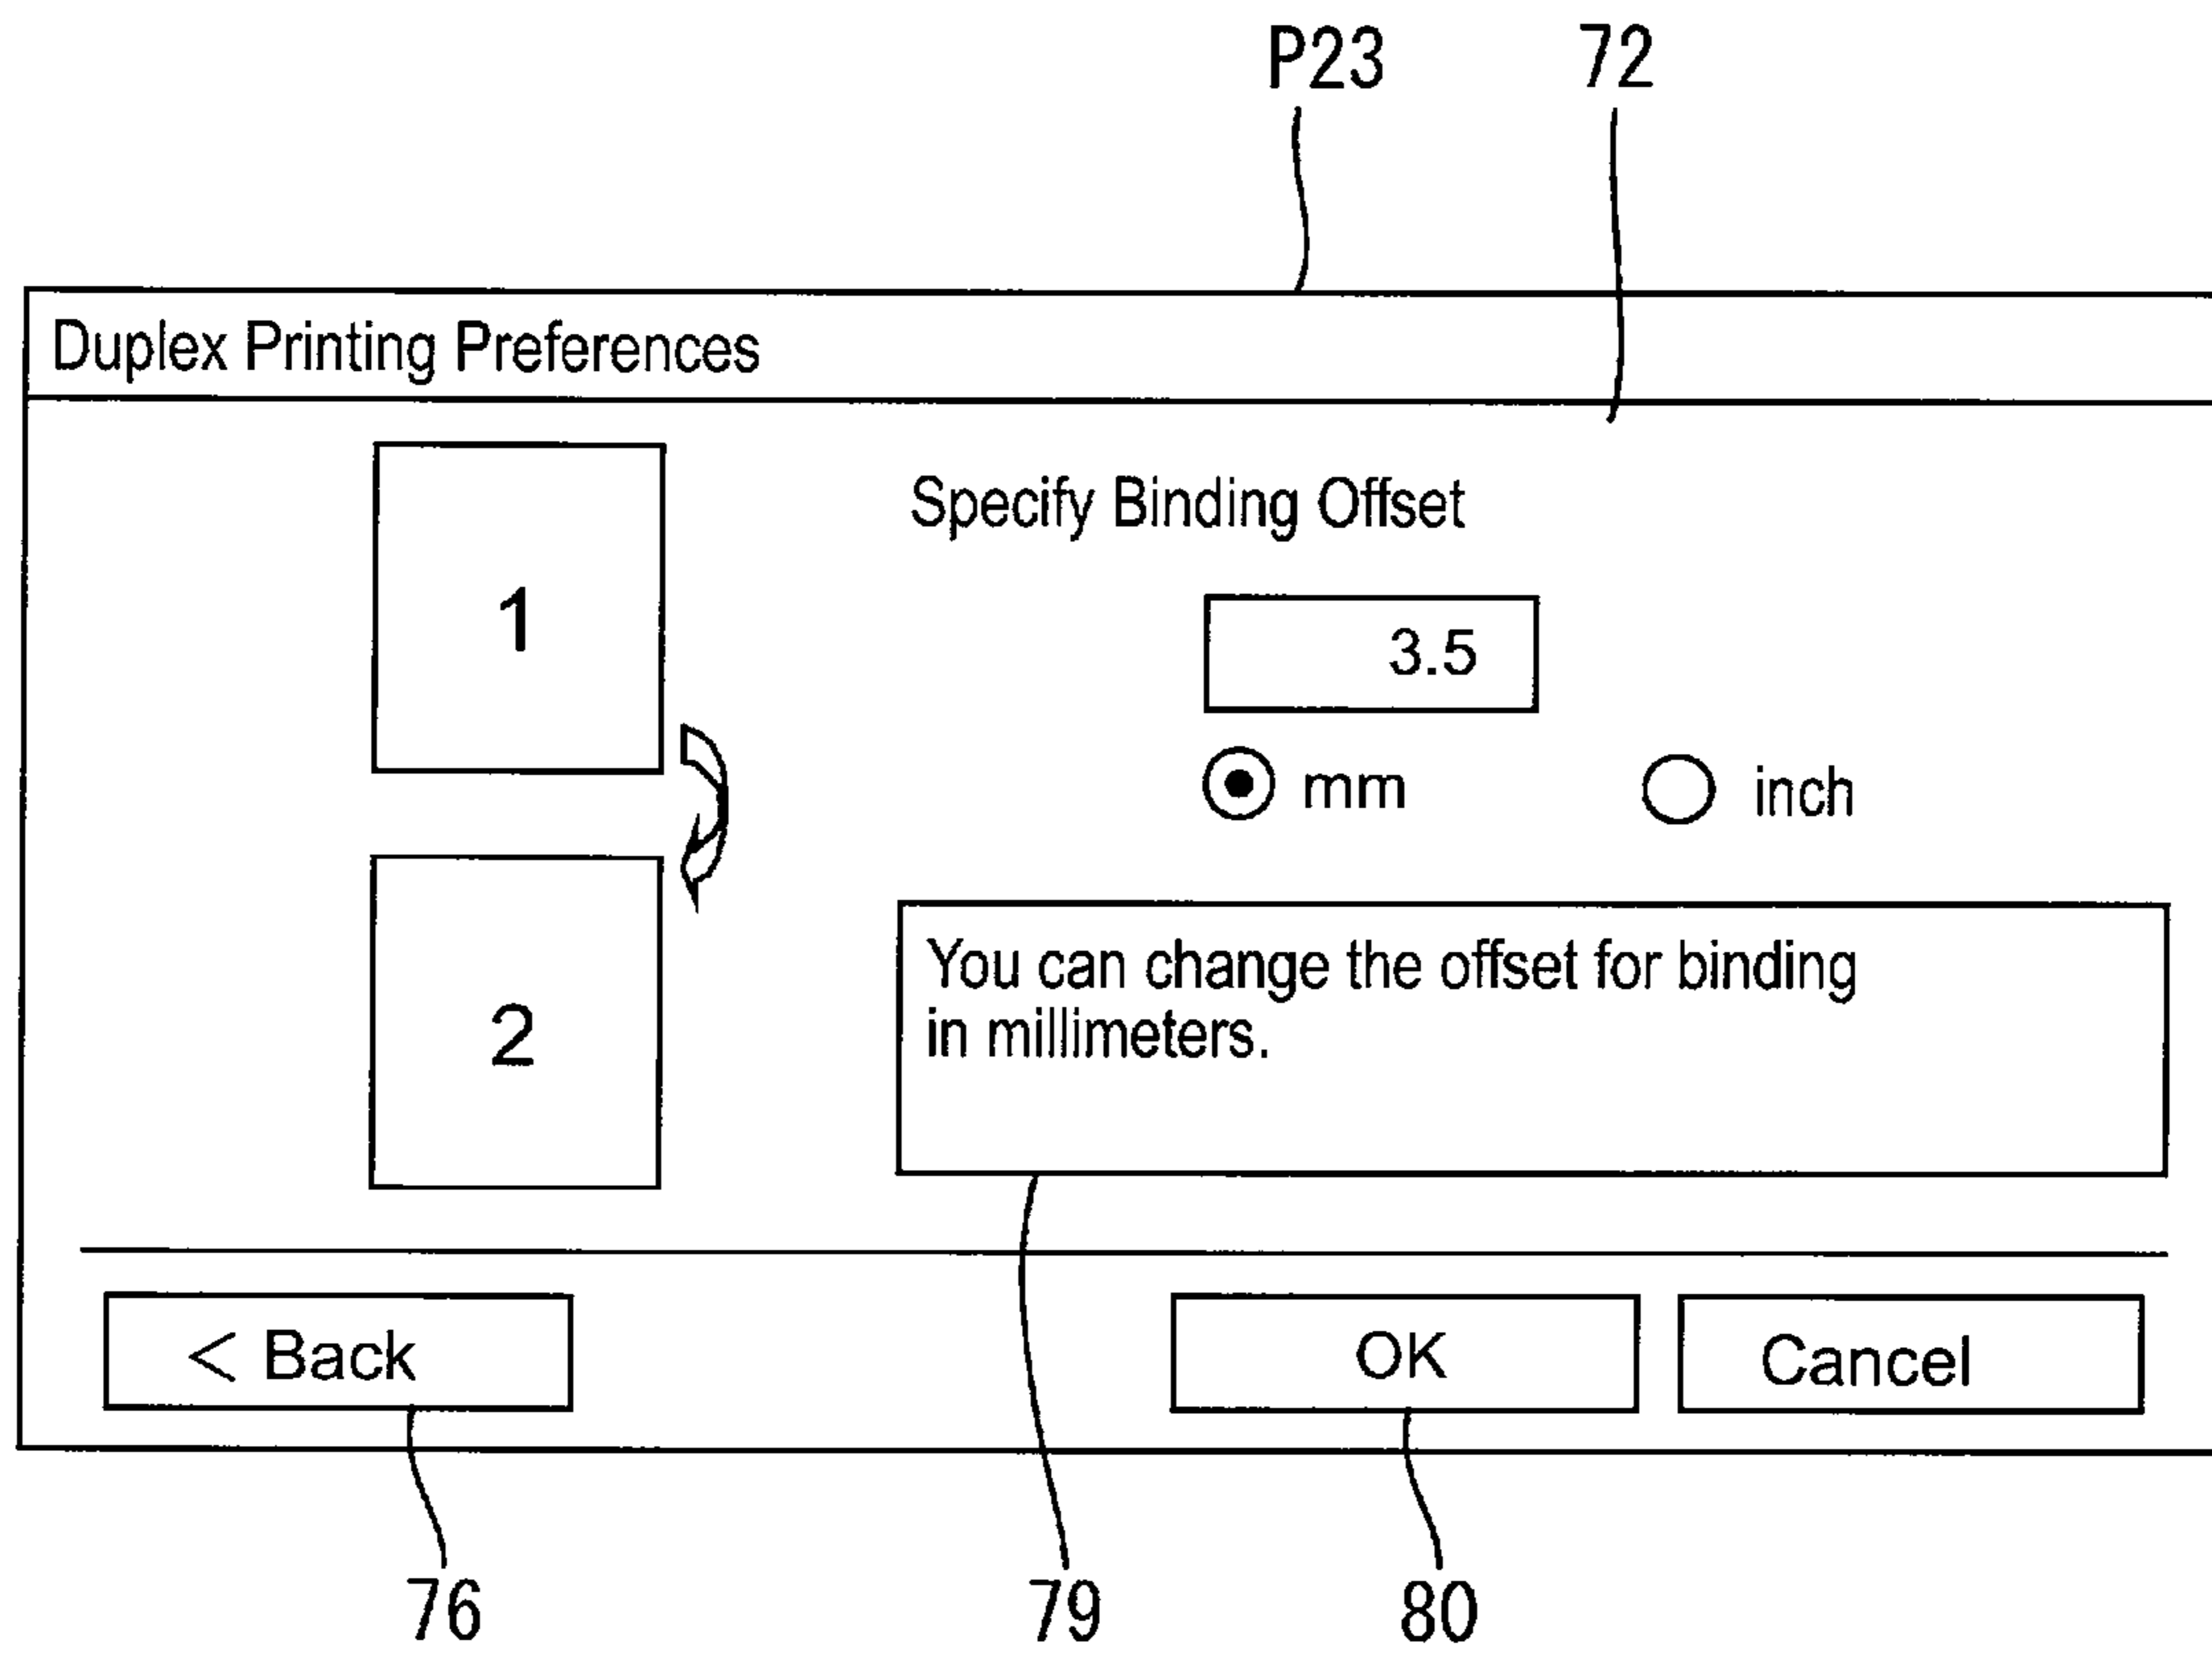 P23 72
Duplex Printing Preferences
1
Specify Binding Offset
3.5
mm inch
2
You can change the offset for binding
in millimeters.
< Back OK Cancel
76 79 80